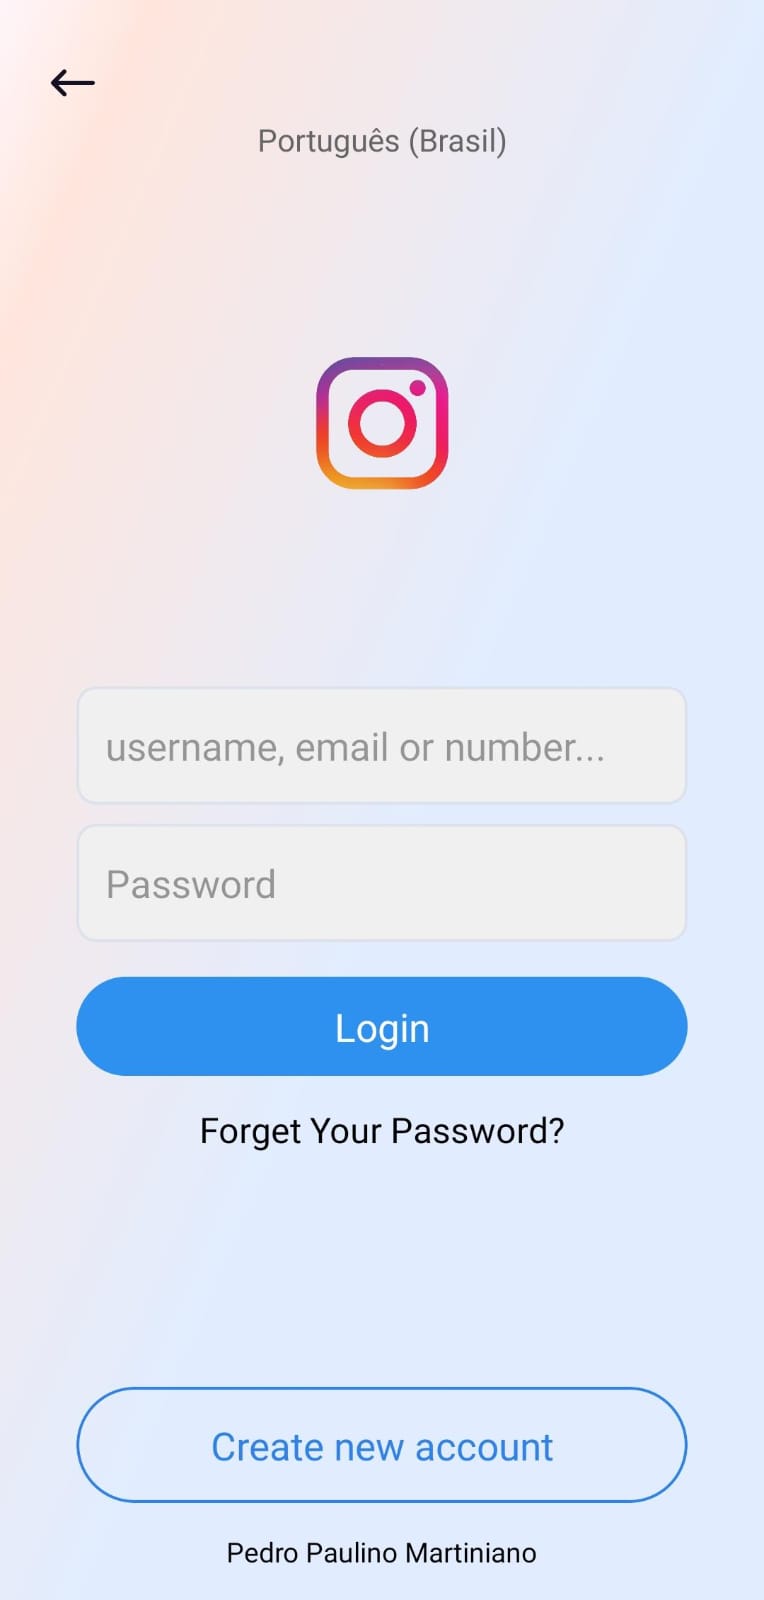 Português (Brasil)
username, email or number...
Password
Login
Forget Your Password?
Create new account
Pedro Paulino Martiniano